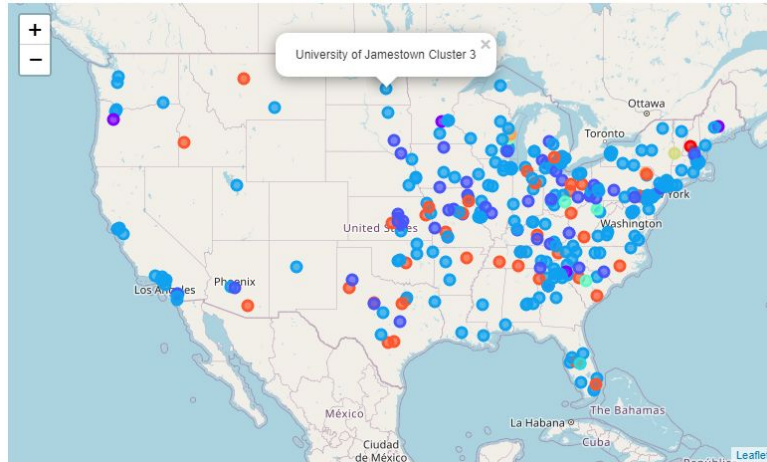 +
−
University of Jamestown Cluster 3
×
Ottawa
Toronto
York
United States
Washington
Los Angeles
Phoenix
México
Ciudad
de México
La Habana
The Bahamas
Cuba
Leaflet